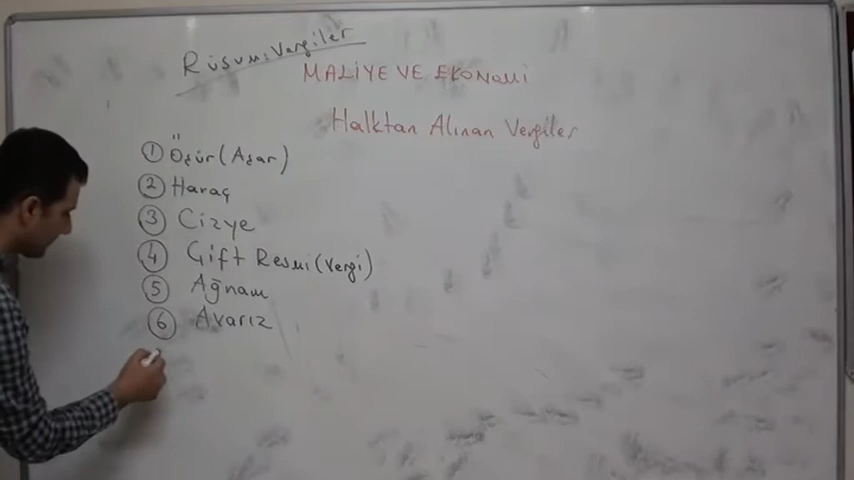 Rüsumi Vergiler
MALİYE VE EKONOMİ
Halktan Alınan Vergiler
① Öşür (Aşar)
② Haraç
③ Cizye
④ Çift Resmi (Vergi)
⑤ Ağnam
⑥ Avarız